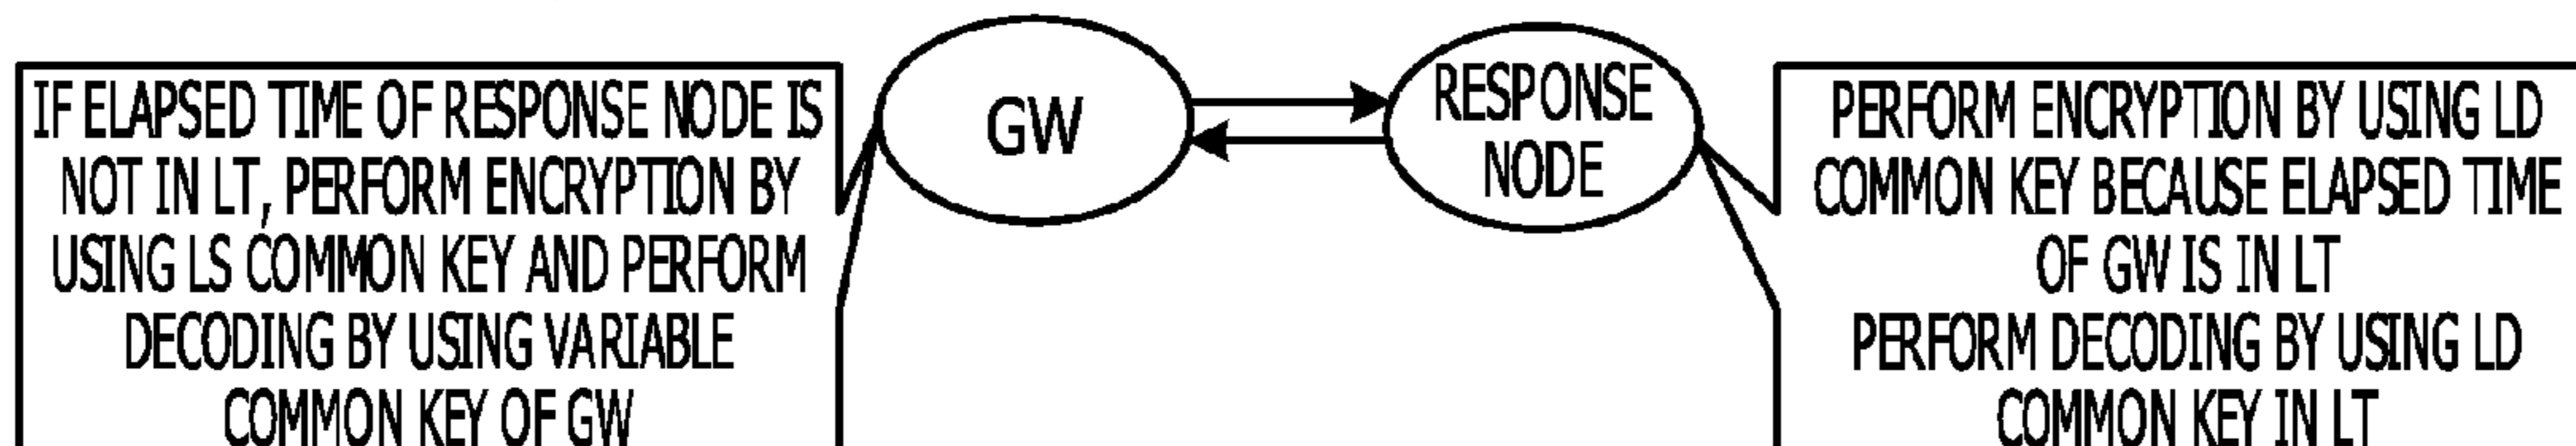 IF ELAPSED TIME OF RESPONSE NODE IS
NOT IN LT, PERFORM ENCRYPTION BY
USING LS COMMON KEY AND PERFORM
DECODING BY USING VARIABLE
COMMON KEY OF GW
GW
RESPONSE
NODE
PERFORM ENCRYPTION BY USING LD
COMMON KEY BECAUSE ELAPSED TIME
OF GW IS IN LT
PERFORM DECODING BY USING LD
COMMON KEY IN LT